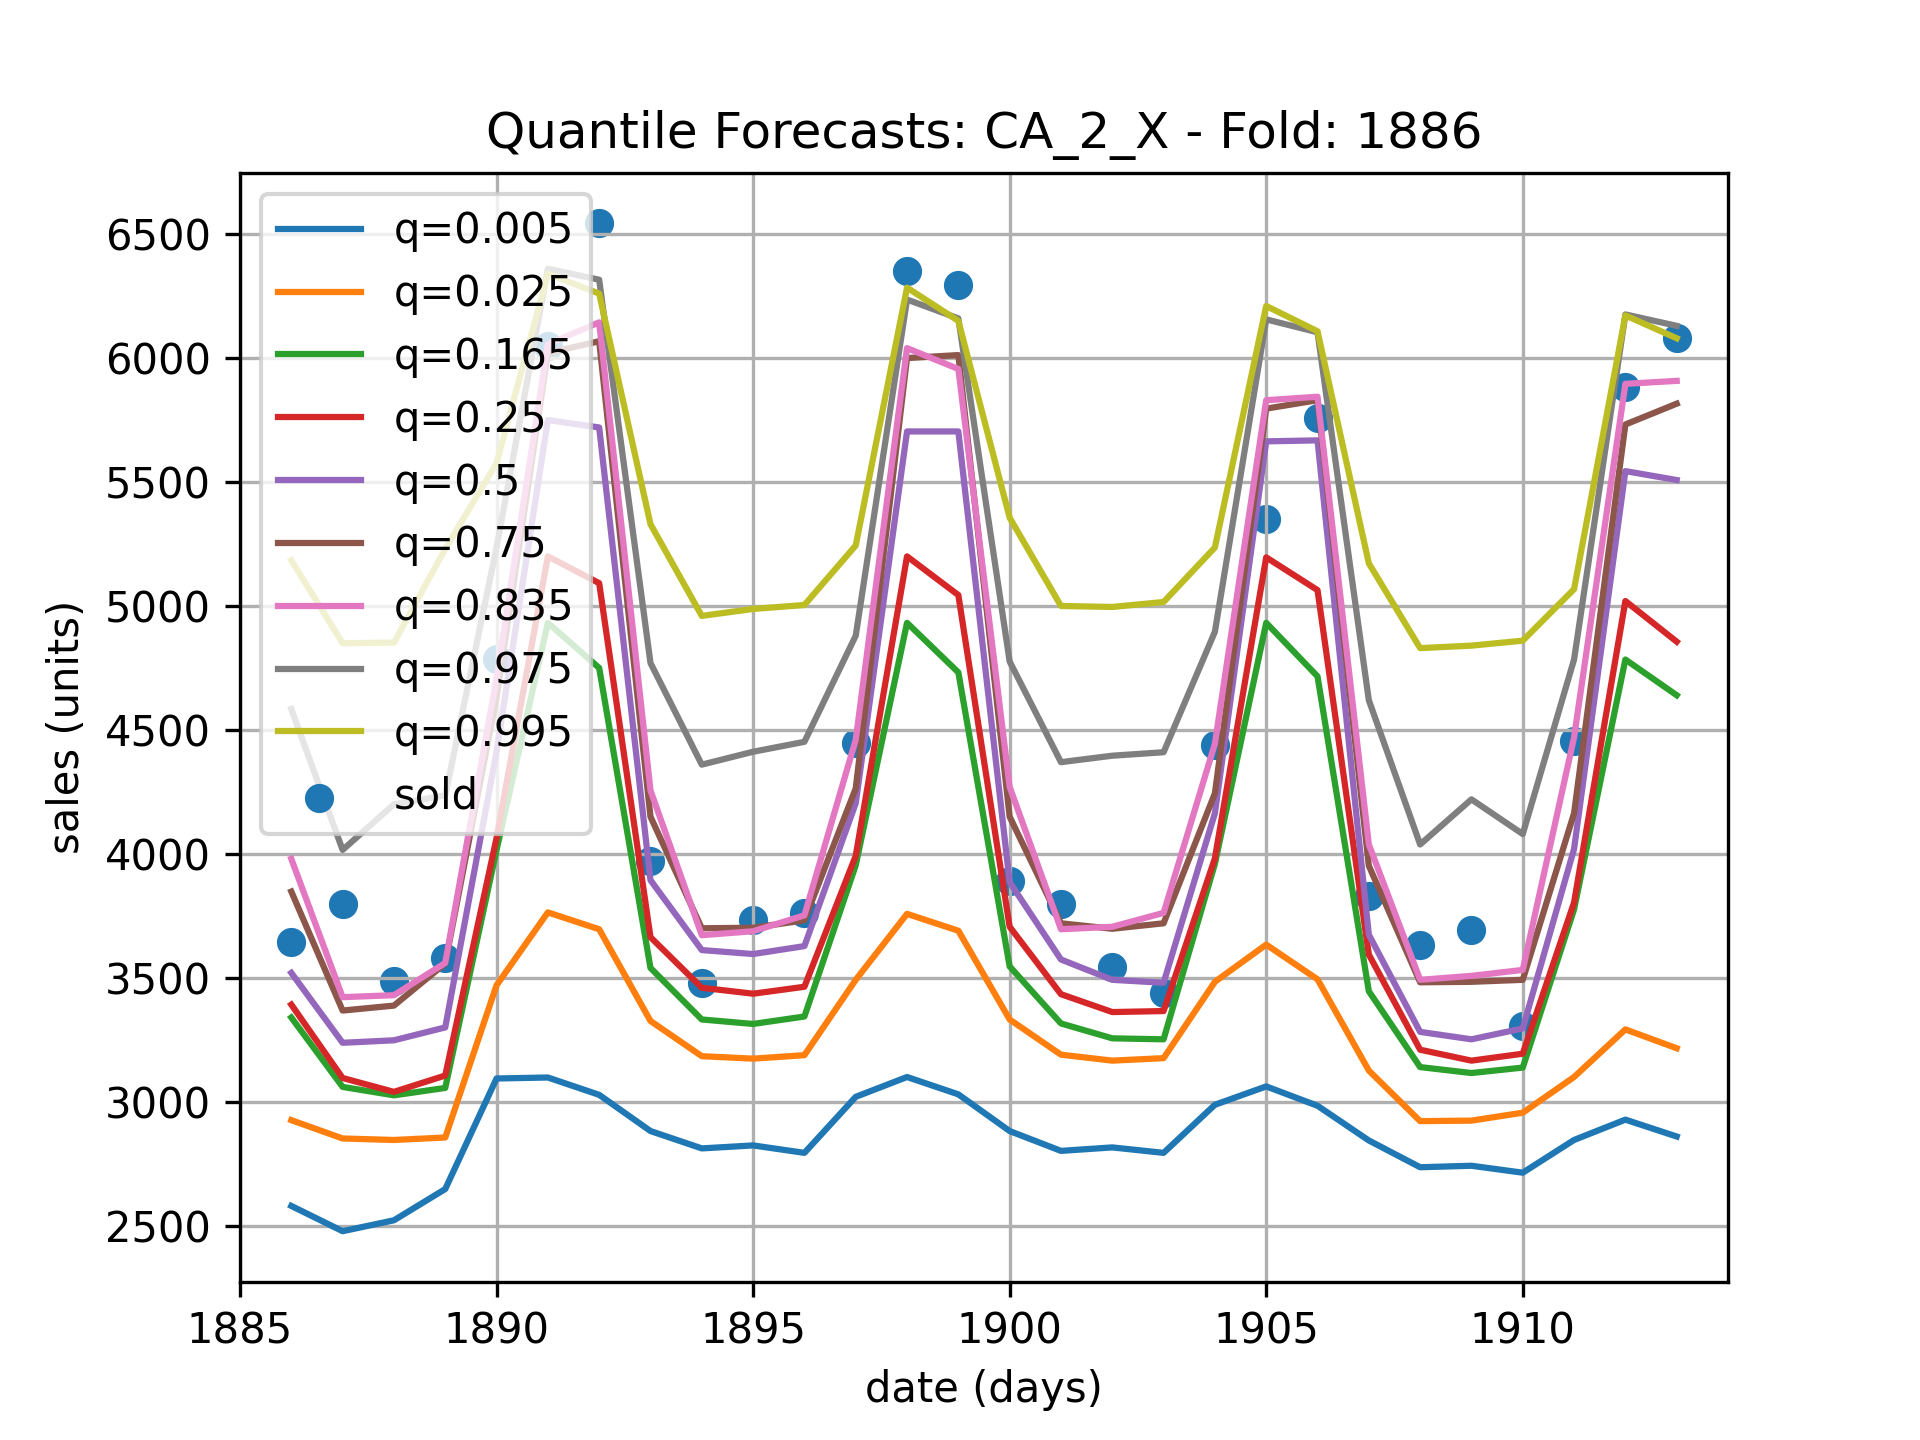 Quantile Forecasts: CA_2_X - Fold: 1886
q=0.005
q=0.025
q=0.165
q=0.25
q=0.5
q=0.75
q=0.835
q=0.975
q=0.995
sold
sales (units)
6500
6000
5500
5000
4500
4000
3500
3000
2500
1885 1890 1895 1900 1905 1910
date (days)